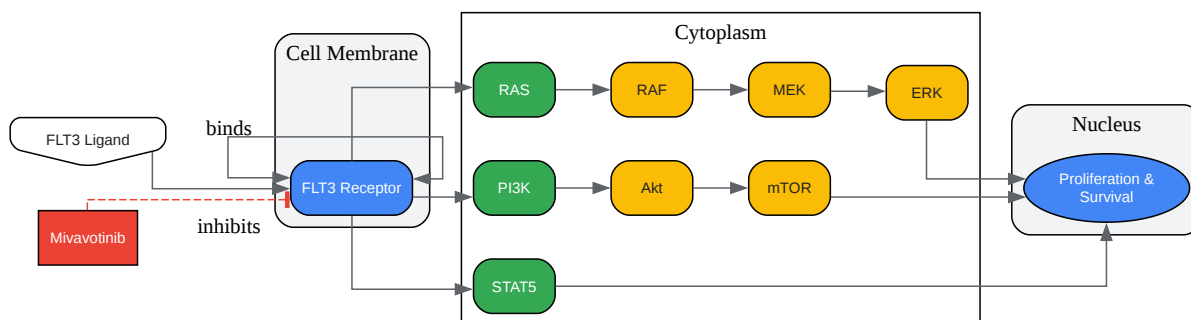 Cell Membrane
Cytoplasm
Nucleus
FLT3 Ligand
binds
FLT3 Receptor
Mivavotinib
inhibits
RAS
RAF
MEK
ERK
PI3K
Akt
mTOR
STAT5
Proliferation &
Survival